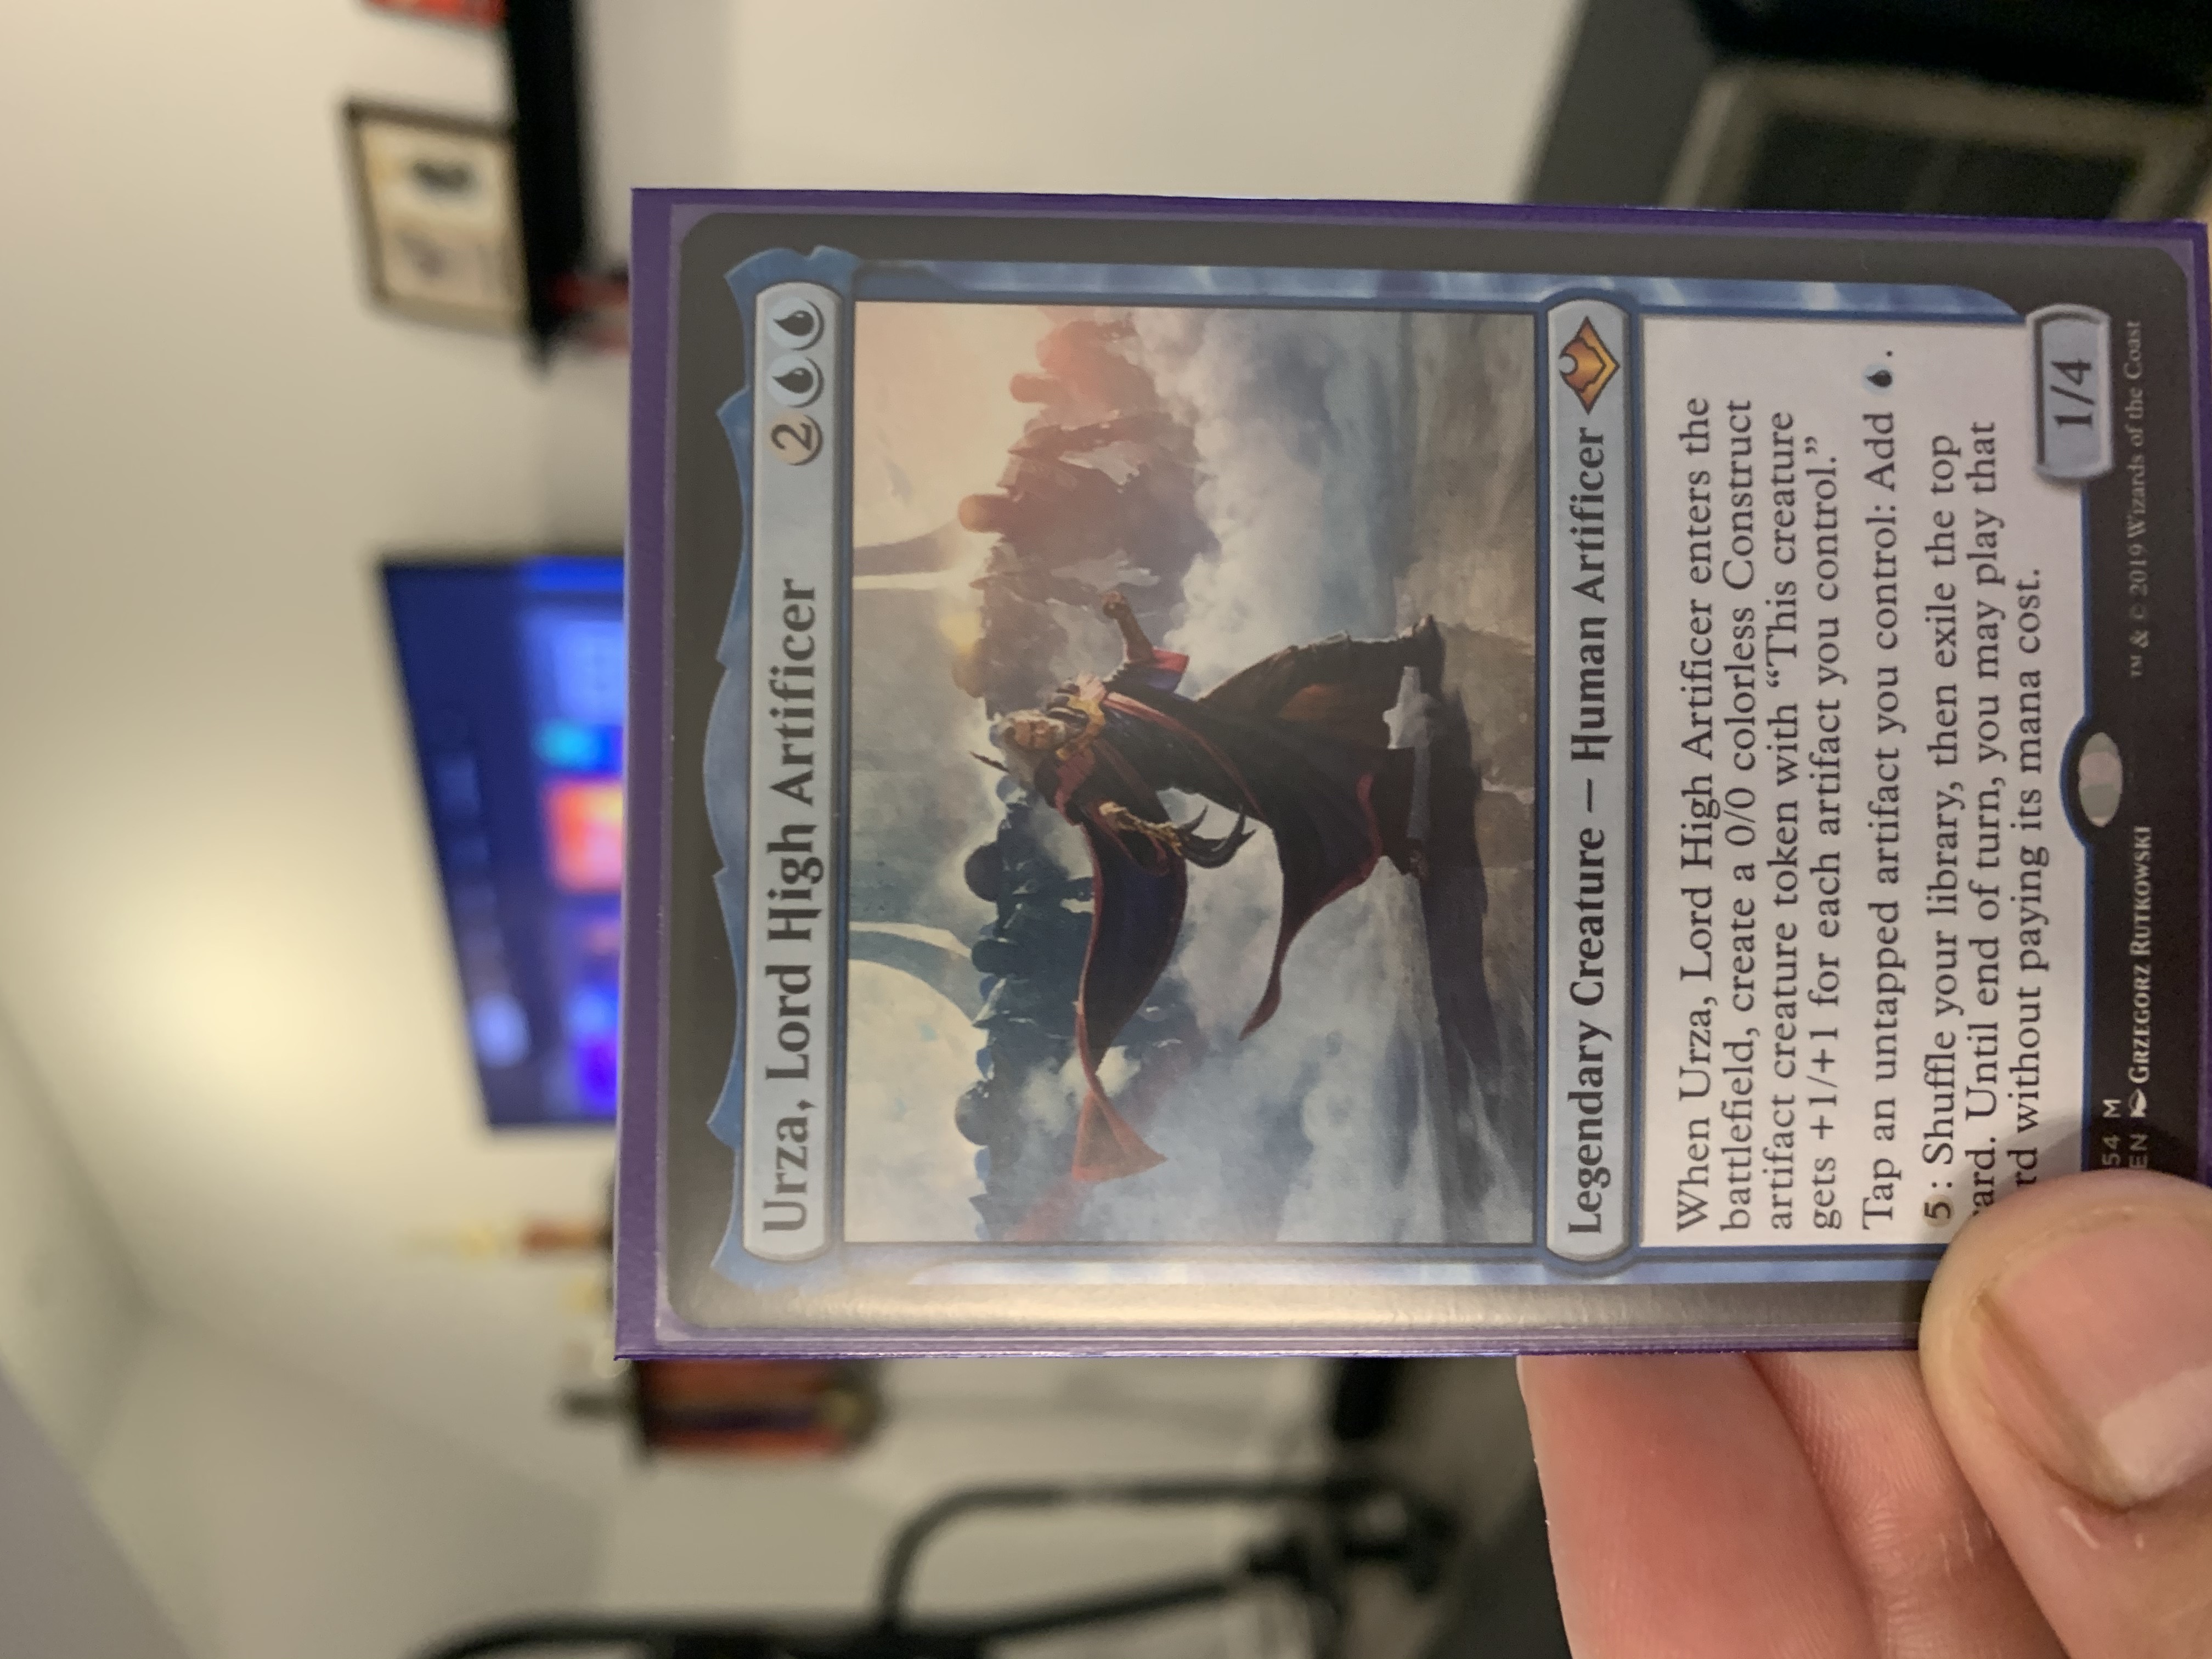 Urza, Lord High Artificer 2
Legendary Creature — Human Artificer
When Urza, Lord High Artificer enters the
battlefield, create a 0/0 colorless Construct
artifact creature token with “This creature
gets +1/+1 for each artifact you control.”
Tap an untapped artifact you control: Add .
5: Shuffle your library, then exile the top
ard. Until end of turn, you may play that
rd without paying its mana cost.
1/4
54 M
EN GRZEGORZ RUTKOWSKI ™ & © 2019 Wizards of the Coast